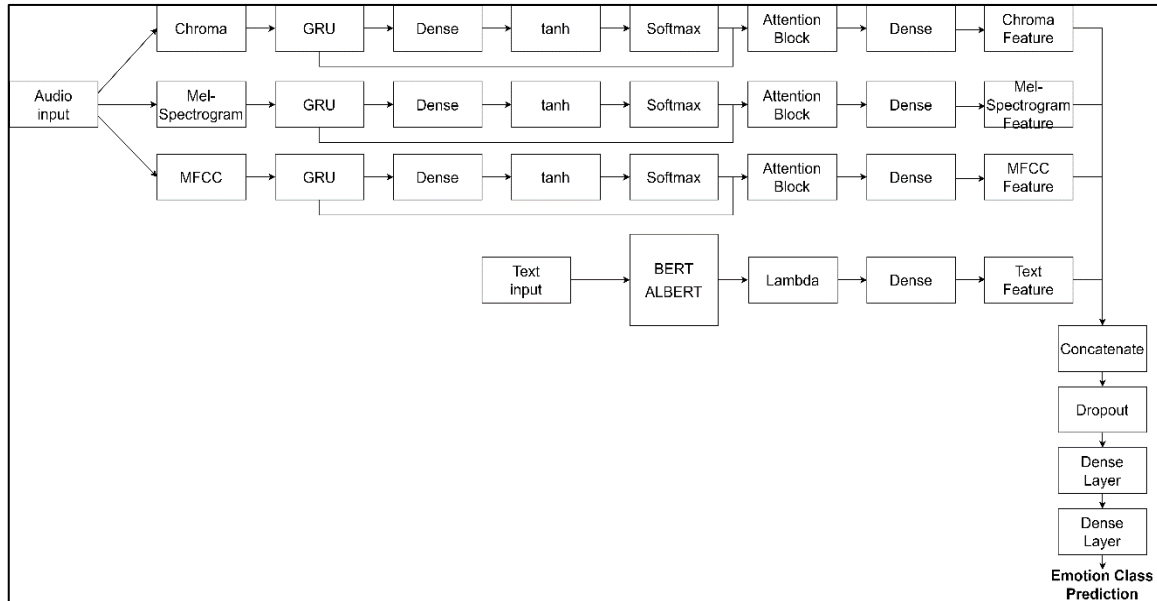 Chroma GRU Dense tanh Softmax Attention Dense Chroma
Block Feature
Audio input
Mel-Spectrogram GRU Dense tanh Softmax Attention Block Dense Mel-Spectrogram Feature
MFCC GRU Dense tanh Softmax Attention Block Dense MFCC Feature
Text input
BERT
ALBERT
Lambda
Dense
Text
Feature
Concatenate
Dropout
Dense
Layer
Dense
Layer
Emotion Class
Prediction